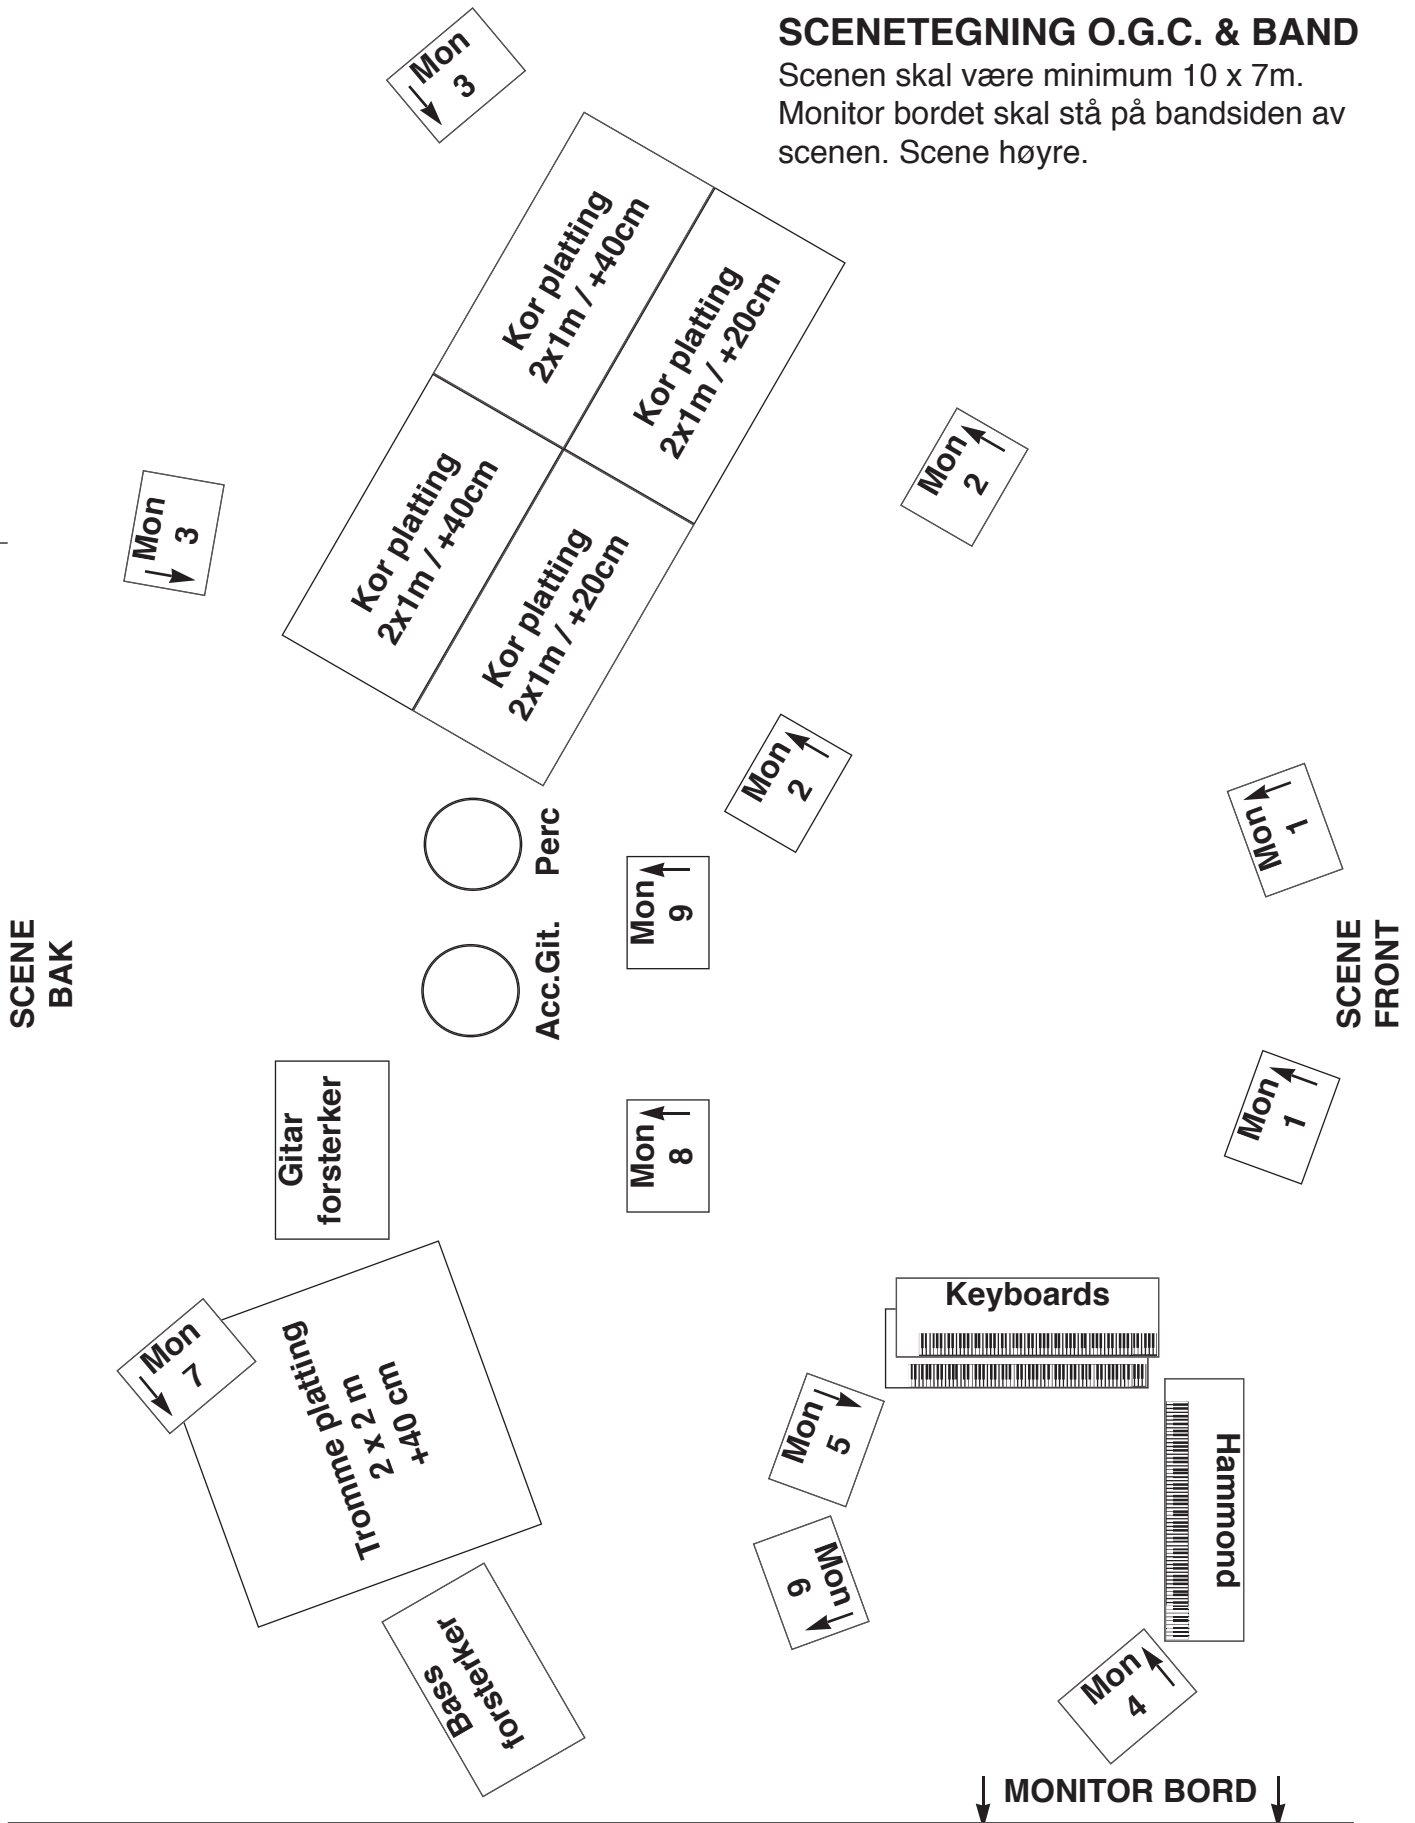 SCENETEGNING O.G.C. & BAND
Scenen skal være minimum 10 x 7m.
Monitor bordet skal stå på bandsiden av
scenen. Scene høyre.
Mon
3
Kor platting
2x1m / +40cm
Kor platting
2x1m / +20cm
Mon
3
Kor platting
2x1m / +40cm
Kor platting
2x1m / +20cm
Mon
2
Mon
2
Perc
Mon
9
Acc.Git.
Mon
1
SCENE
BAK
SCENE
FRONT
Gitar
forsterker
Mon
8
Mon
1
Mon
7
Tromme platting
2 x 2 m
+40 cm
Keyboards
Mon
5
Hammond
Mon
6
Bass
forsterker
Mon
4
MONITOR BORD